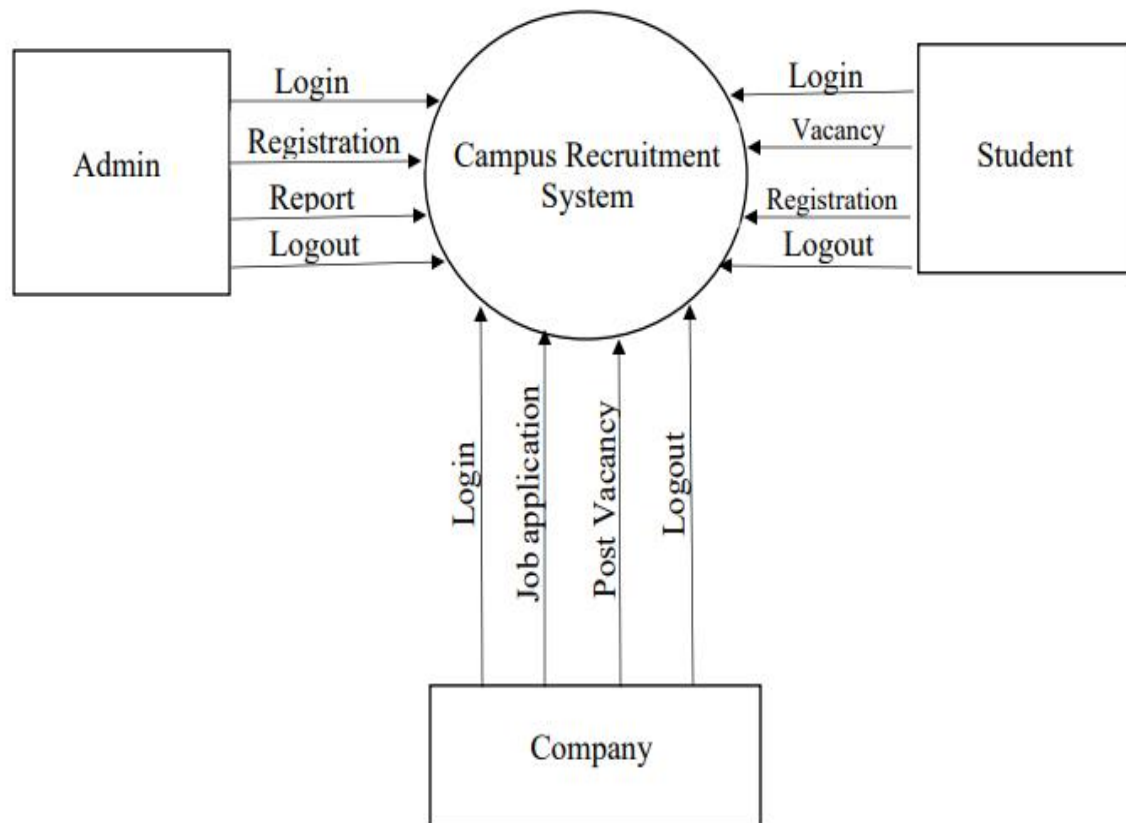 Login
Registration
Admin
Report
Logout
Campus Recruitment
System
Login
Vacancy
Student
Registration
Logout
Login
Job application
Post Vacancy
Logout
Company